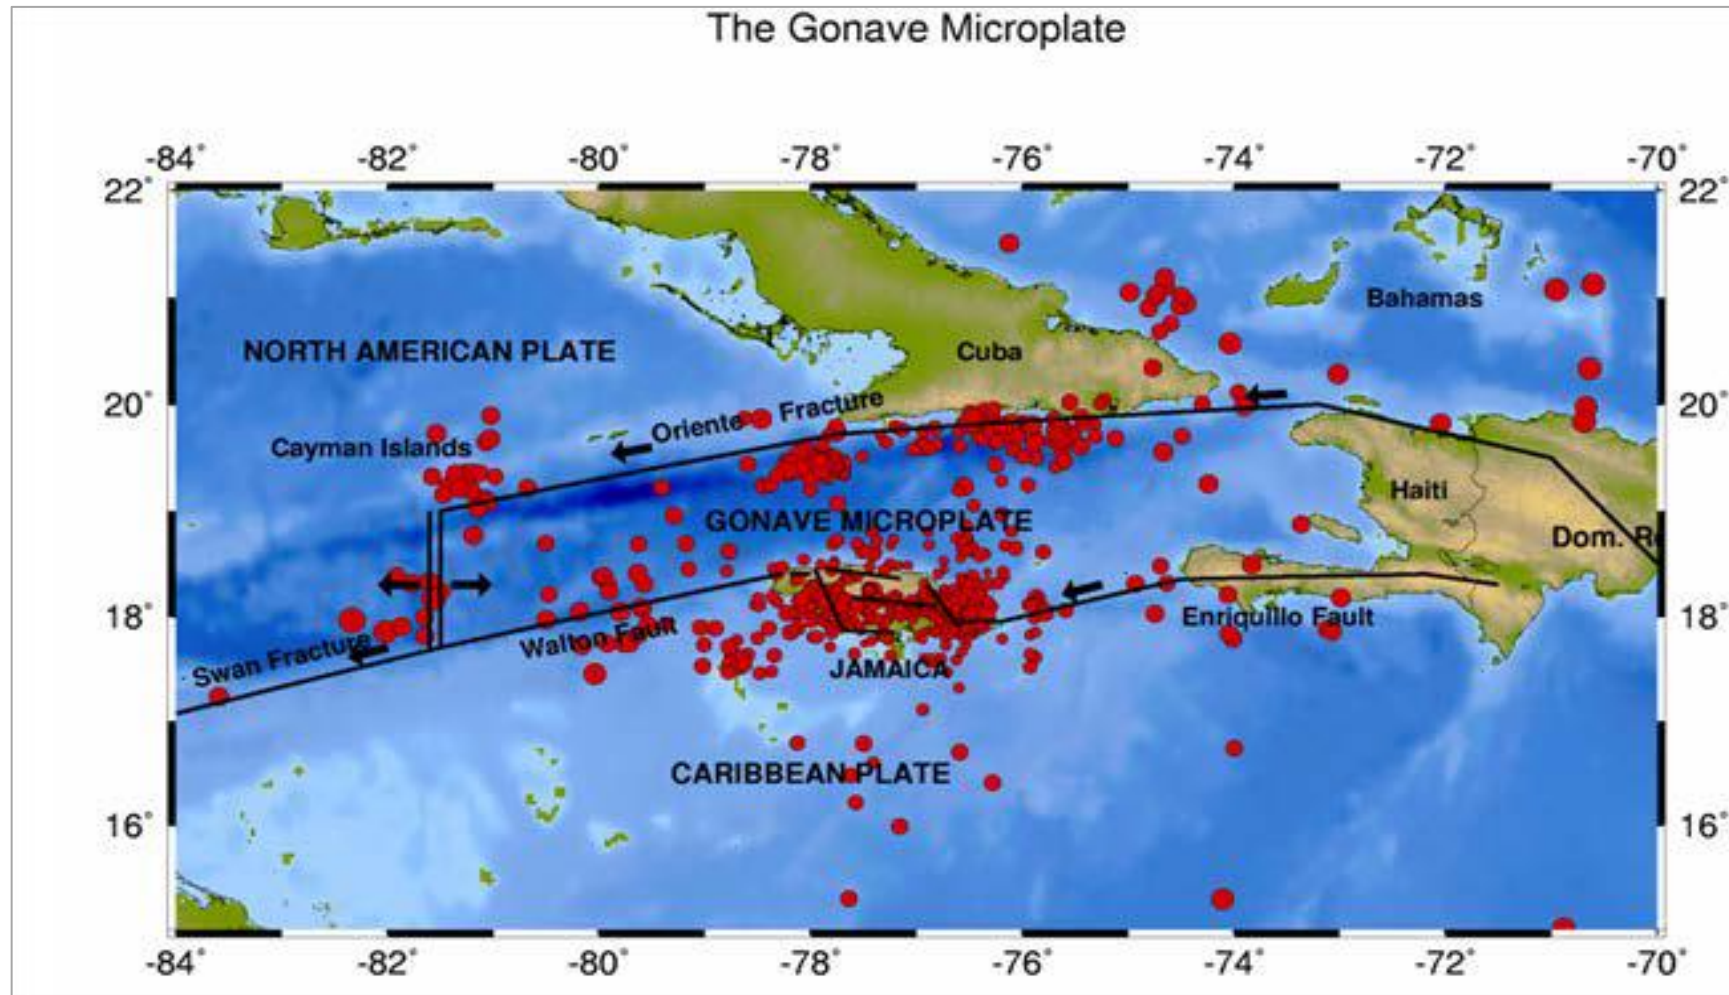 The Gonave Microplate
-84° -82° -80° -78° -76° -74° -72° -70°
22° 22°
Bahamas
NORTH AMERICAN PLATE
Cuba
20° 20°
Oriente Fracture
Cayman Islands
Haiti
GONAVE MICROPLATE
Dom. Re
18° 18°
Enriquillo Fault
Walton Fault
Swan Fracture
JAMAICA
CARIBBEAN PLATE
16° 16°
-84° -82° -80° -78° -76° -74° -72° -70°